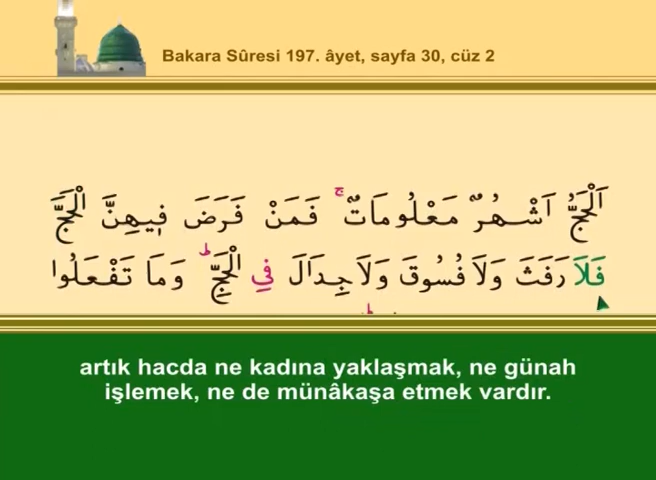 Bakara Sûresi 197. âyet, sayfa 30, cüz 2
اَلْحَجُّ اَشْهُرٌ مَعْلُومَاتٌۚ فَمَنْ فَرَضَ فٖيهِنَّ الْحَجَّ
فَلَا رَفَثَ وَلَا فُسُوقَ وَلَا جِدَالَ فِي الْحَجِّؕ وَمَا تَفْعَلُوا
artık hacda ne kadına yaklaşmak, ne günah
işlemek, ne de münâkaşa etmek vardır.